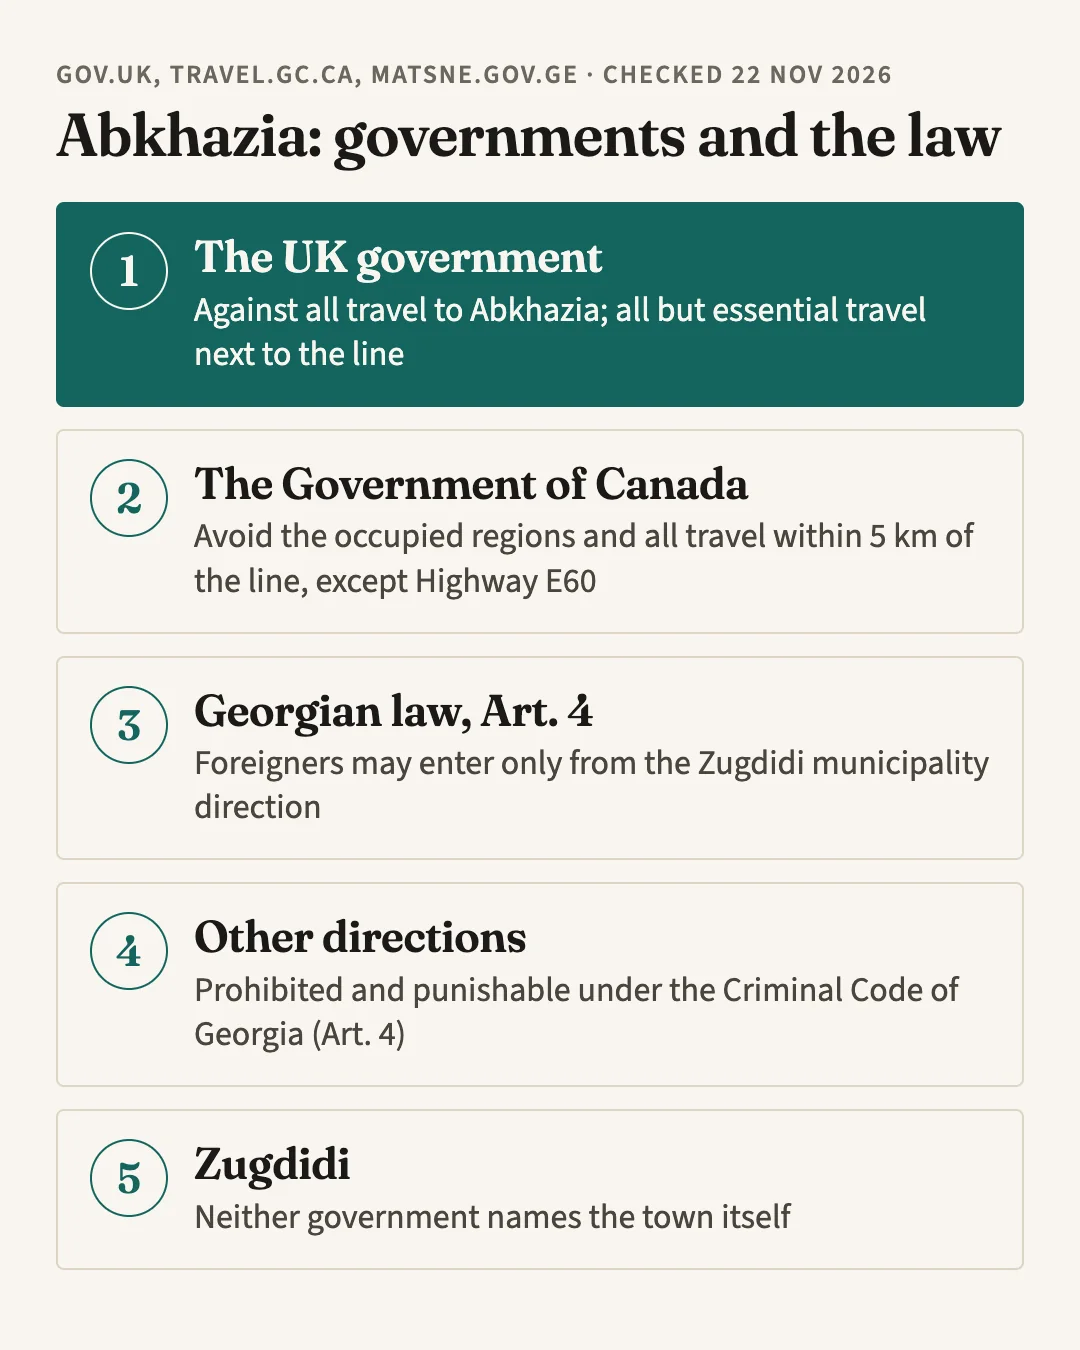 GOV.UK, TRAVEL.GC.CA, MATSNE.GOV.GE · CHECKED 22 NOV 2026
Abkhazia: governments and the law
1
The UK government
Against all travel to Abkhazia; all but essential travel
next to the line
2
The Government of Canada
Avoid the occupied regions and all travel within 5 km of
the line, except Highway E60
3
Georgian law, Art. 4
Foreigners may enter only from the Zugdidi municipality
direction
4
Other directions
Prohibited and punishable under the Criminal Code of
Georgia (Art. 4)
5
Zugdidi
Neither government names the town itself